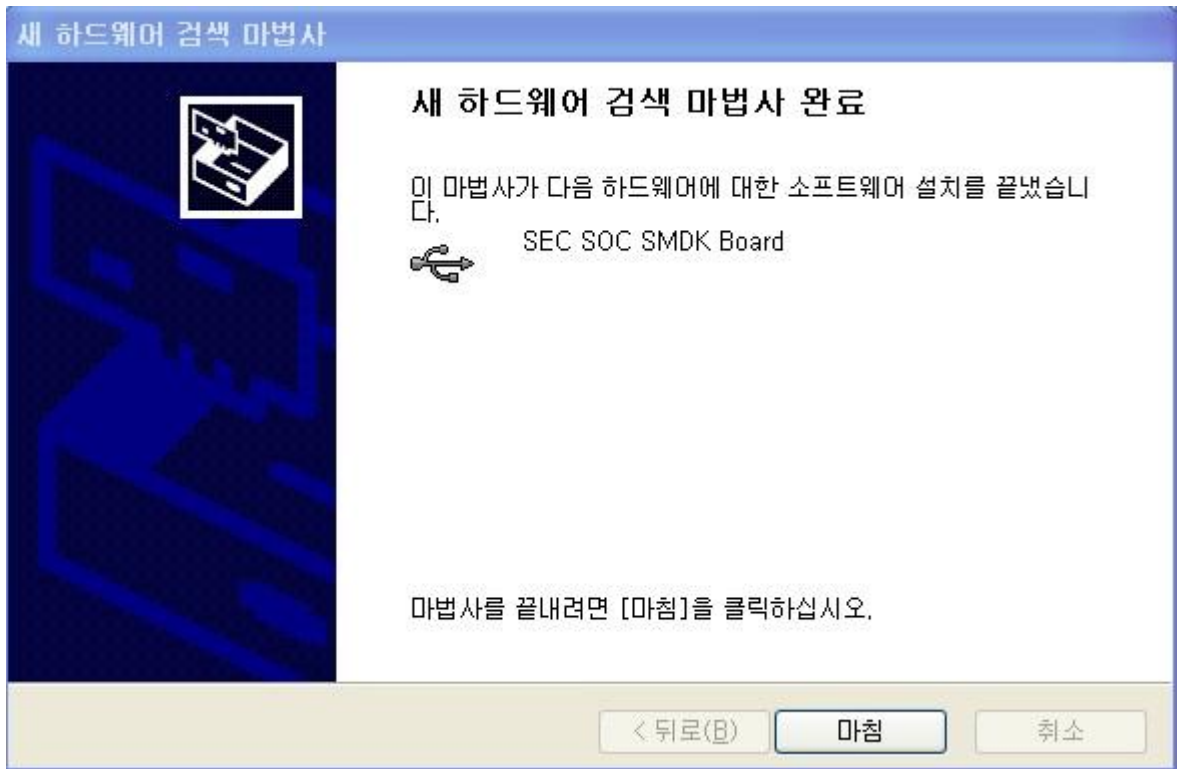 새 하드웨어 검색 마법사
새 하드웨어 검색 마법사 완료
이 마법사가 다음 하드웨어에 대한 소프트웨어 설치를 끝냈습니
다.
SEC SOC SMDK Board
마법사를 끝내려면 [마침]을 클릭하십시오.
< 뒤로(B) 마침 취소